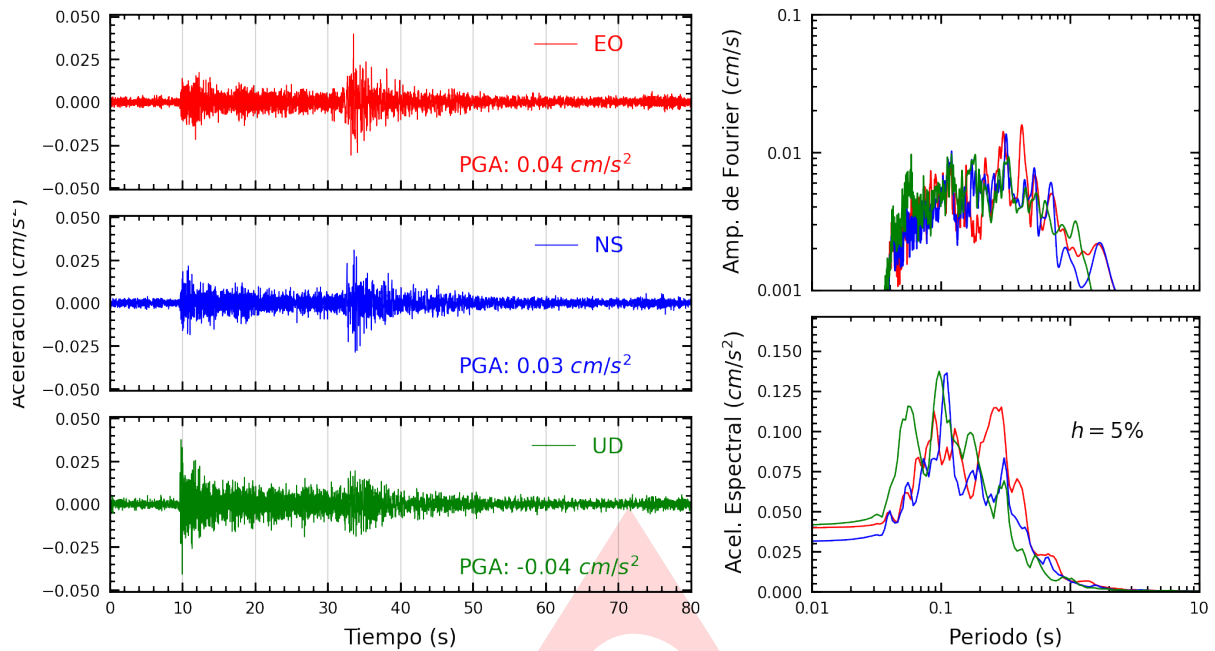 0.050
0.025
0.000
−0.025
−0.050
EO
PGA: 0.04 cm/s²
0.050
0.025
0.000
−0.025
−0.050
NS
PGA: 0.03 cm/s²
0.050
0.025
0.000
−0.025
−0.050
UD
PGA: -0.04 cm/s²
0 10 20 30 40 50 60 70 80
Tiempo (s)
Aceleracion (cm/s²)
0.1
0.01
0.001
Amp. de Fourier (cm/s)
0.150
0.125
0.100
0.075
0.050
0.025
0.000
Acel. Espectral (cm/s²)
h = 5%
0.01 0.1 1 10
Periodo (s)